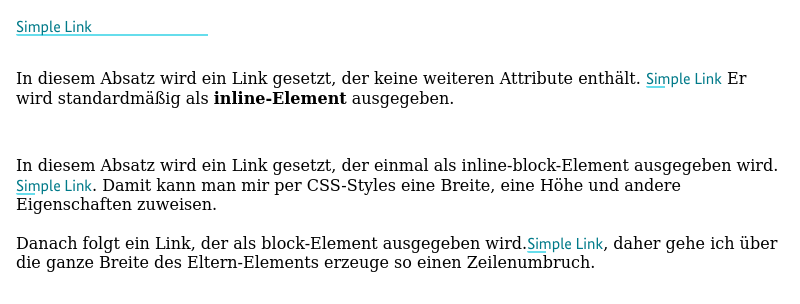 Simple Link
In diesem Absatz wird ein Link gesetzt, der keine weiteren Attribute enthält. Simple Link Er
wird standardmäßig als inline-Element ausgegeben.
In diesem Absatz wird ein Link gesetzt, der einmal als inline-block-Element ausgegeben wird.
Simple Link. Damit kann man mir per CSS-Styles eine Breite, eine Höhe und andere
Eigenschaften zuweisen.
Danach folgt ein Link, der als block-Element ausgegeben wird.Simple Link, daher gehe ich über
die ganze Breite des Eltern-Elements erzeuge so einen Zeilenumbruch.